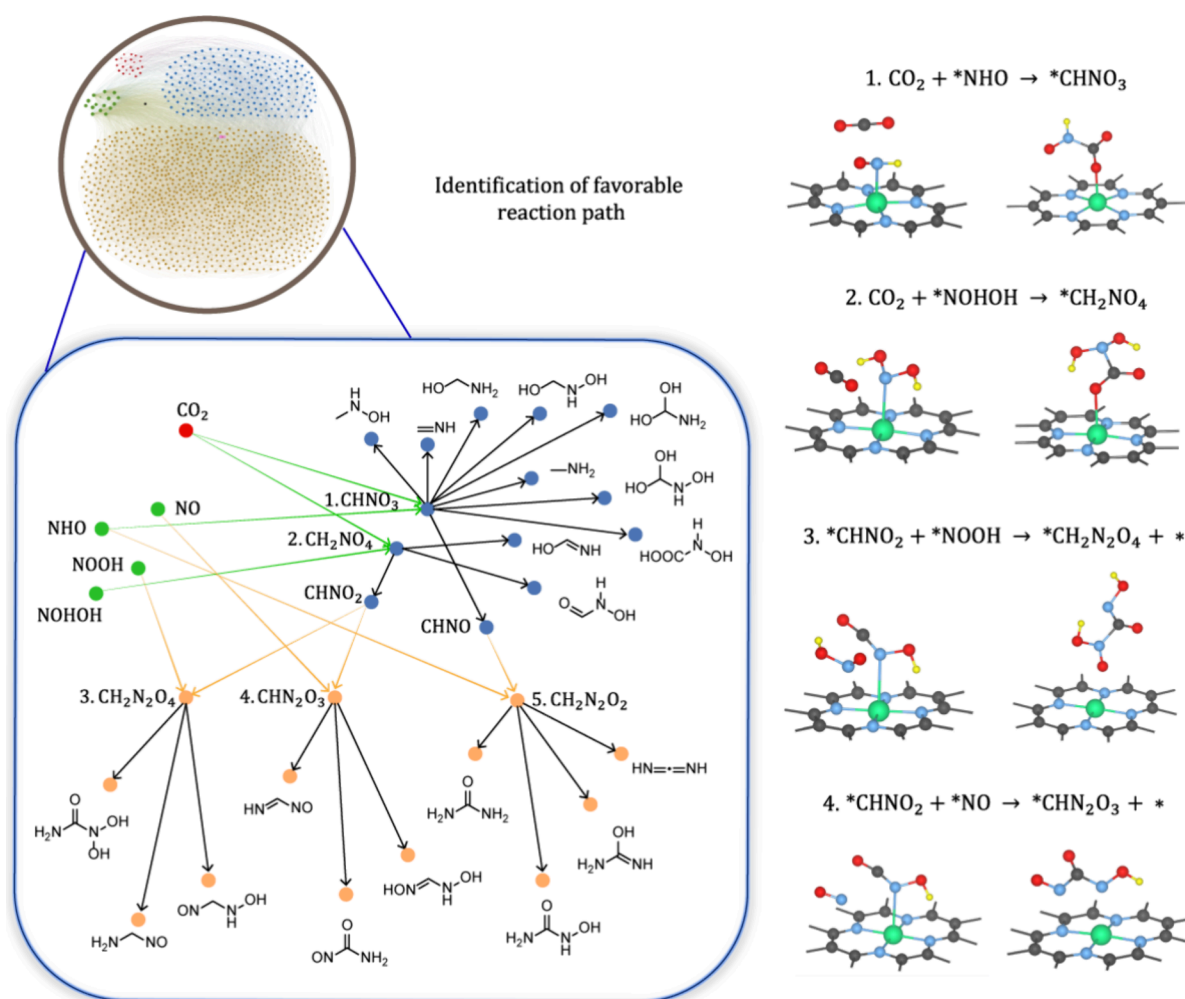 Identification of favorable
reaction path
1. CO₂ + *NHO → *CHNO₃
2. CO₂ + *NOHOH → *CH₂NO₄
3. *CHNO₂ + *NOOH → *CH₂N₂O₄ + *
4. *CHNO₂ + *NO → *CHN₂O₃ + *
CO₂
NO
NHO
NOOH
NOHOH
1. CHNO₃
2. CH₂NO₄
CHNO₂
CHNO
3. CH₂N₂O₄
4. CHN₂O₃
5. CH₂N₂O₂
H
N
OH
HO
NH₂
=NH
HO
N
H
OH
OH
HO
NH₂
—NH₂
OH
HO
N
H
OH
H
HOOC
N
OH
HO
NH
H
O
N
OH
O
H₂N
N
OH
OH
H₂N
NO
ON
N
H
OH
HN
NO
O
ON
NH₂
HON
N
H
OH
O
H₂N
NH₂
O
H₂N
N
H
OH
OH
H₂N
NH
HN=•=NH